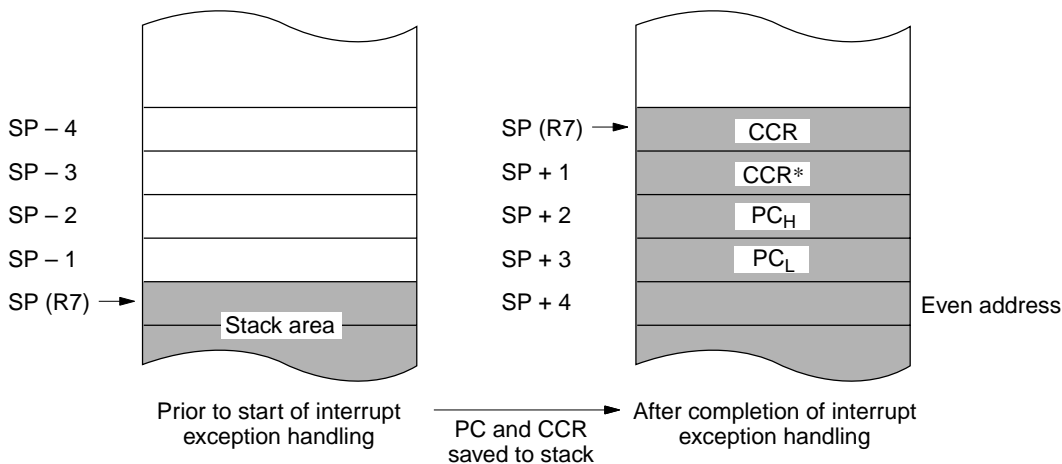 SP – 4
SP – 3
SP – 2
SP – 1
SP (R7)
Stack area
Prior to start of interrupt
exception handling
PC and CCR
saved to stack
SP (R7)
SP + 1
SP + 2
SP + 3
SP + 4
CCR
CCR*
PCH
PCL
Even address
After completion of interrupt
exception handling